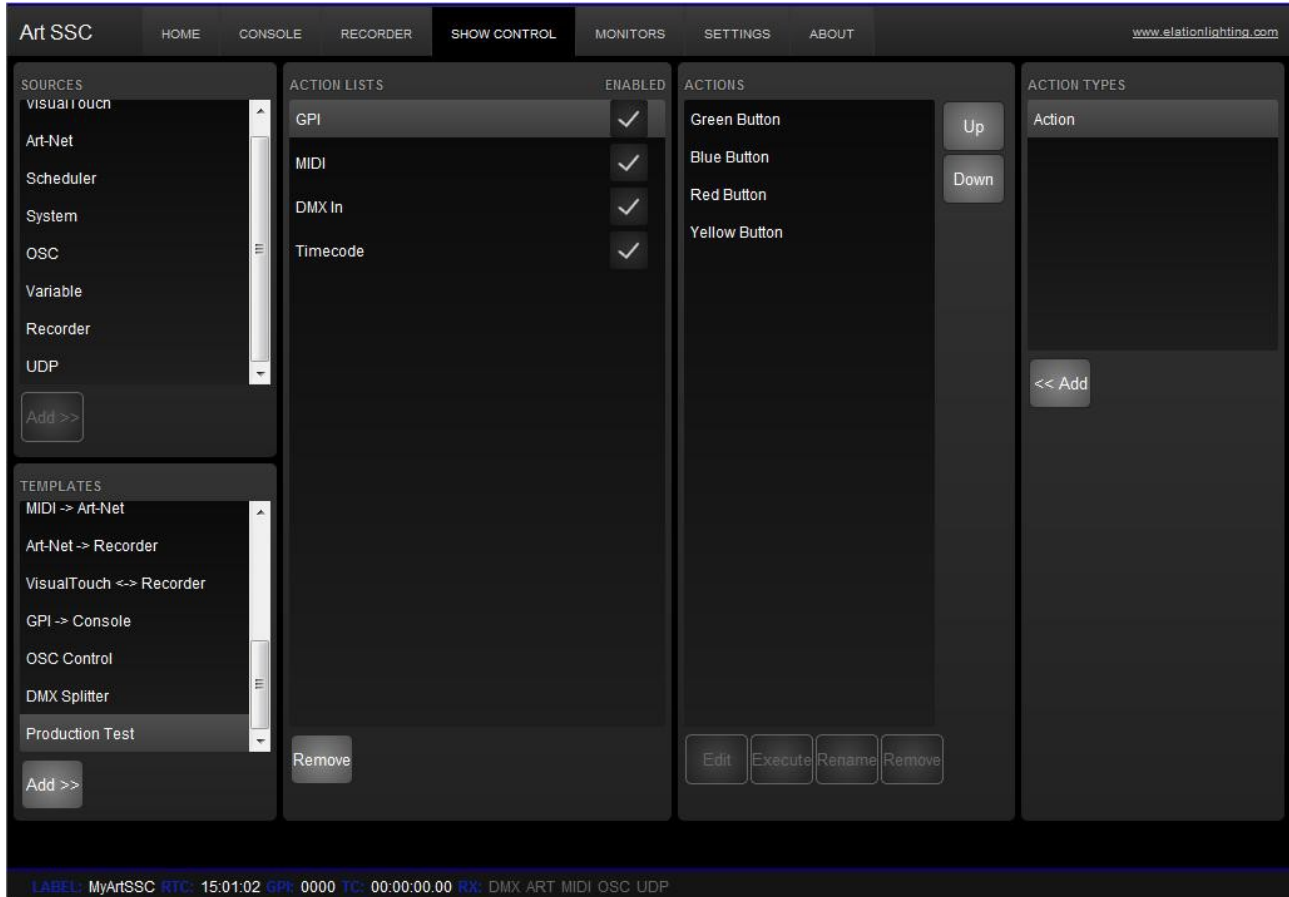 Art SSC HOME CONSOLE RECORDER SHOW CONTROL MONITORS SETTINGS ABOUT www.elationlighting.com
SOURCES
VisualTouch
Art-Net
Scheduler
System
OSC
Variable
Recorder
UDP
Add >>
TEMPLATES
MIDI -> Art-Net
Art-Net -> Recorder
VisualTouch <-> Recorder
GPI -> Console
OSC Control
DMX Splitter
Production Test
Add >>
ACTION LISTS ENABLED
GPI
MIDI
DMX In
Timecode
Remove
ACTIONS
Green Button
Blue Button
Red Button
Yellow Button
Up
Down
Edit Execute Rename Remove
ACTION TYPES
Action
<< Add
LABEL: MyArtSSC RTC: 15:01:02 GPI: 0000 TC: 00:00:00.00 RX: DMX ART MIDI OSC UDP